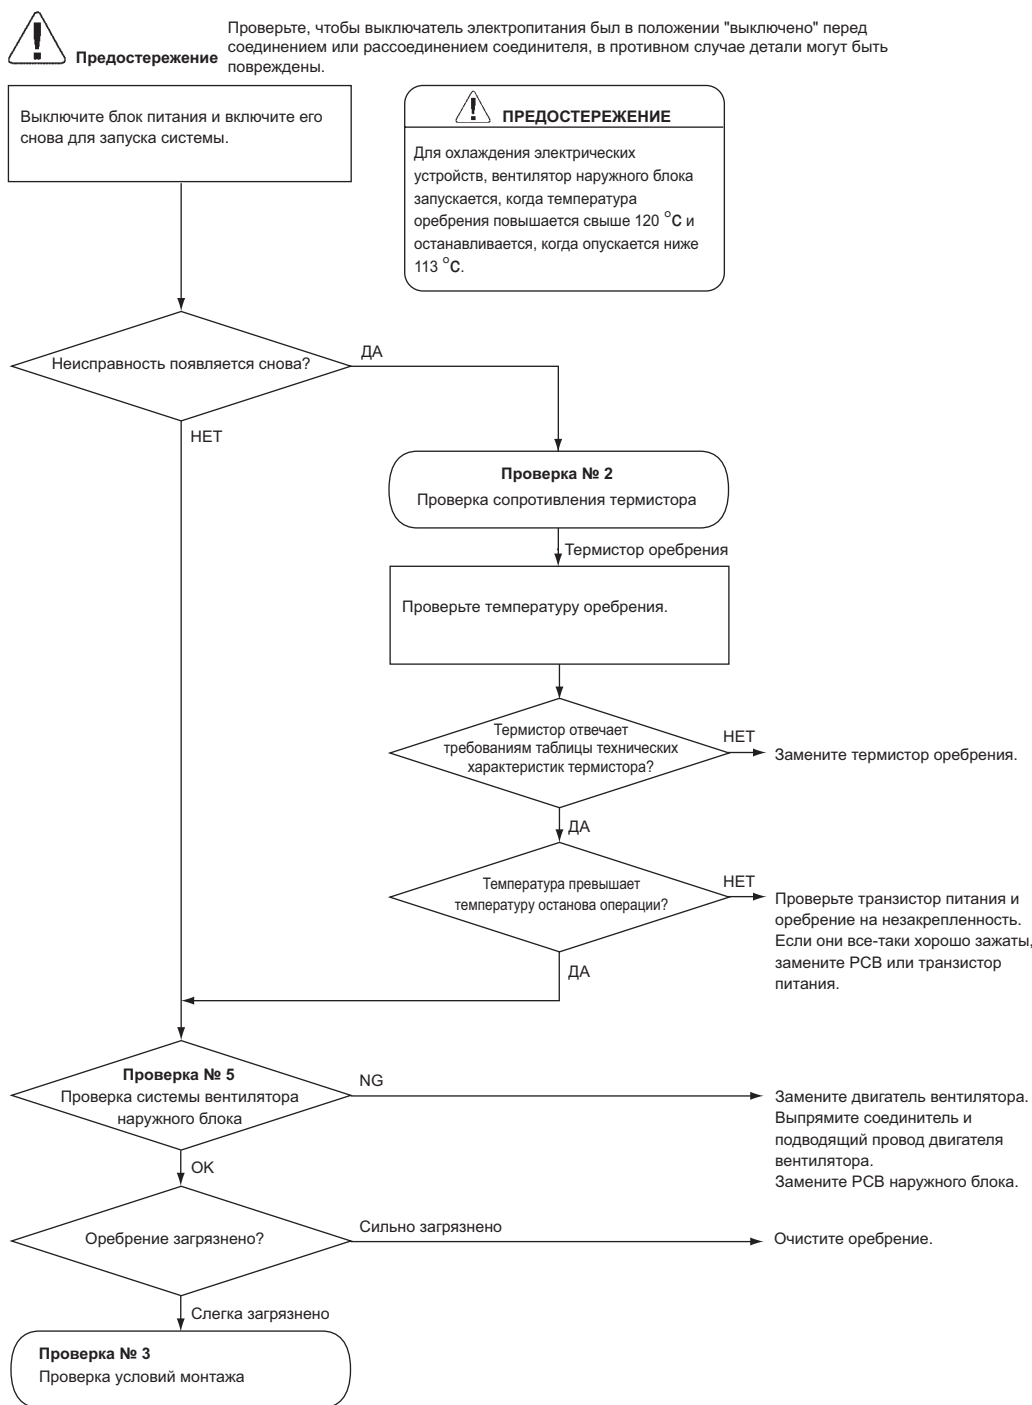 Предостережение
Проверьте, чтобы выключатель электропитания был в положении "выключено" перед
соединением или рассоединением соединителя, в противном случае детали могут быть
повреждены.
Выключите блок питания и включите его
снова для запуска системы.
ПРЕДОСТЕРЕЖЕНИЕ
Для охлаждения электрических
устройств, вентилятор наружного блока
запускается, когда температура
оребрения повышается свыше 120 °C и
останавливается, когда опускается ниже
113 °C.
Неисправность появляется снова?
ДА
НЕТ
Проверка № 2
Проверка сопротивления термистора
Термистор оребрения
Проверьте температуру оребрения.
Термистор отвечает
требованиям таблицы технических
характеристик термистора?
НЕТ
Замените термистор оребрения.
ДА
Температура превышает
температуру останова операции?
НЕТ
Проверьте транзистор питания и
оребрение на незакрепленность.
Если они все-таки хорошо зажаты,
замените PCB или транзистор
питания.
ДА
Проверка № 5
Проверка системы вентилятора
наружного блока
NG
Замените двигатель вентилятора.
Выпрямите соединитель и
подводящий провод двигателя
вентилятора.
Замените PCB наружного блока.
OK
Оребрение загрязнено?
Сильно загрязнено
Очистите оребрение.
Слегка загрязнено
Проверка № 3
Проверка условий монтажа